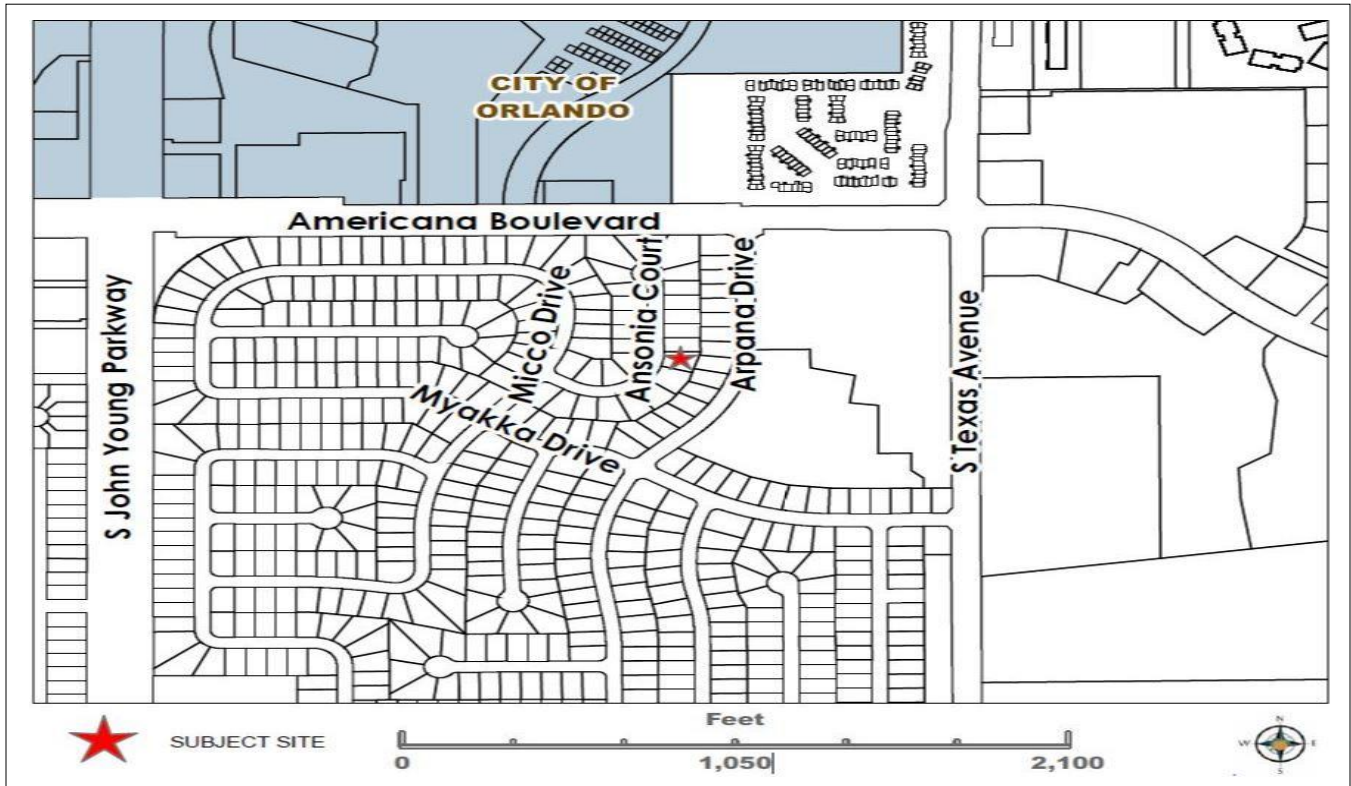 CITY OF
ORLANDO
Americana Boulevard
S John Young Parkway
Micco Drive
Ansonia Court
Arpana Drive
Myakka Drive
S Texas Avenue
SUBJECT SITE
Feet
0
1,050
2,100
N
W
E
S